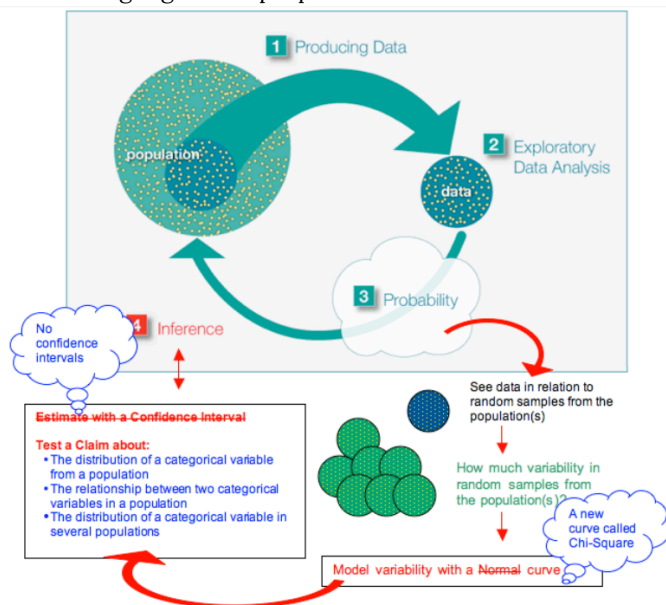 1 Producing Data
population
2 Exploratory
Data Analysis
data
3 Probability
4 Inference
No
confidence
intervals
Estimate with a Confidence Interval
Test a Claim about:
• The distribution of a categorical variable
from a population
• The relationship between two categorical
variables in a population
• The distribution of a categorical variable in
several populations
See data in relation to
random samples from the
population(s)
How much variability in
random samples from
the population(s)?
A new
curve called
Chi-Square
Model variability with a Normal curve